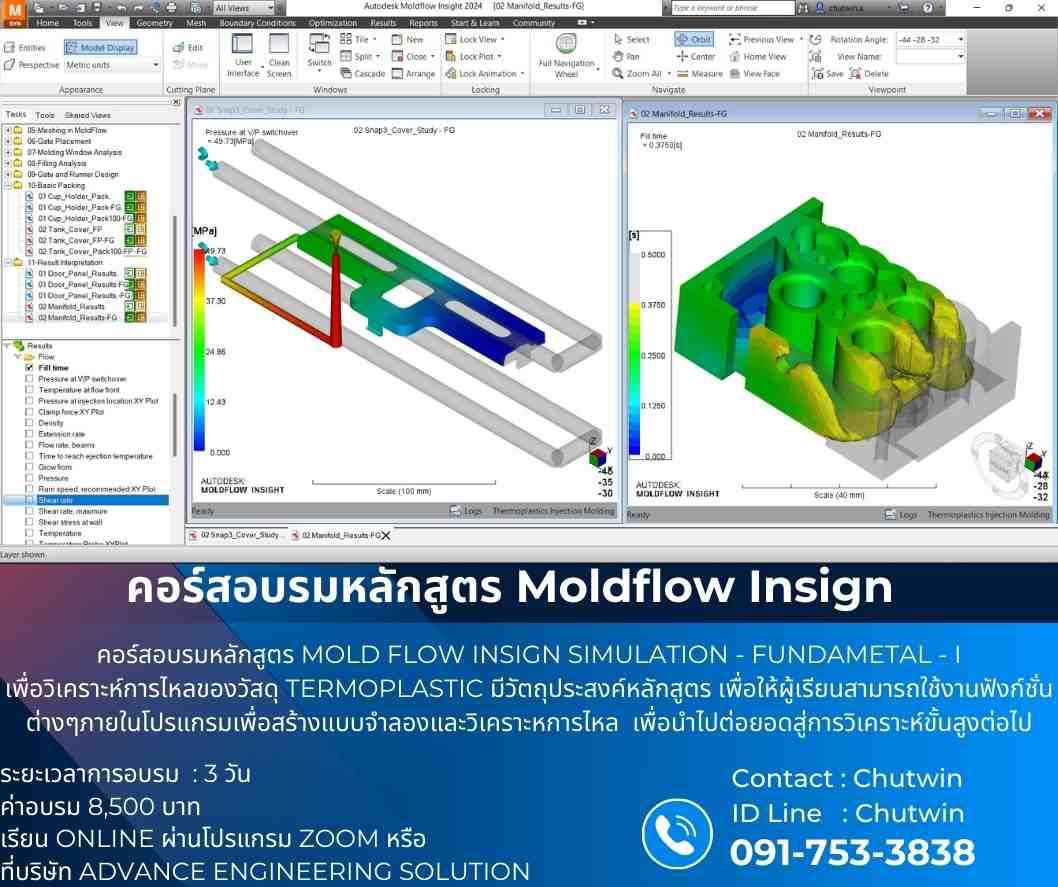 All Views
Autodesk Moldflow Insight 2024 [02 Manifold_Results-FG]
Type a keyword or phrase
chutwin.a
Home Tools View Geometry Mesh Boundary Conditions Optimization Results Reports Start & Learn Community
Entities
Model Display
Perspective
Metric units
Appearance
Edit
Move
Cutting Plane
User Interface
Clean Screen
Switch
Tile
Split
Cascade
New
Close
Arrange
Windows
Lock View
Lock Plot
Lock Animation
Locking
Full Navigation Wheel
Select
Pan
Zoom All
Orbit
Center
Measure
Previous View
Home View
View Face
Navigate
Rotation Angle: -44 -28 -32
View Name:
Save Delete
Viewpoint
Tasks Tools Shared Views
05-Meshing in MoldFlow
06-Gate Placement
07-Molding Window Analysis
08-Filling Analysis
09-Gate and Runner Design
10-Basic Packing
01 Cup_Holder_Pack.
01 Cup_Holder_Pack-FG
01 Cup_Holder_Pack100-FG
02 Tank_Cover_FP
02 Tank_Cover_FP-FG
02 Tank_Cover_Pack100-FP-FG
11-Result Interpretation
01 Door_Panel_Results.
01 Door_Panel_Results-FG
01 Door_Panel_Results-FG
02 Manifold_Results
02 Manifold_Results-FG
Results
Flow
Fill time
Pressure at V/P switchover
Temperature at flow front
Pressure at injection location:XY Plot
Clamp force:XY Plot
Density
Extension rate
Flow rate, beams
Time to reach ejection temperature
Grow from
Pressure
Ram speed, recommended:XY Plot
Shear rate
Shear rate, maximum
Shear stress at wall
Temperature
Layer shown
02 Snap3_Cover_Study - FG
Pressure at V/P switchover
= 49.73[MPa]
02 Snap3_Cover_Study - FG
[MPa]
49.73
37.30
24.86
12.43
0.000
AUTODESK
MOLDFLOW INSIGHT
Scale (100 mm)
Z
Y
-45
-35
-30
Ready
Logs Thermoplastics Injection Molding
02 Manifold_Results-FG
Fill time
= 0.3750[s]
02 Manifold_Results-FG
[s]
0.5000
0.3750
0.2500
0.1250
0.000
AUTODESK
MOLDFLOW INSIGHT
Scale (40 mm)
Z
Y
-44
-28
-32
Ready
Logs Thermoplastics Injection Molding
02 Snap3_Cover_Study ...
02 Manifold_Results-FG
คอร์สอบรมหลักสูตร Moldflow Insign
คอร์สอบรมหลักสูตร MOLD FLOW INSIGN SIMULATION - FUNDAMETAL - I
เพื่อวิเคราะห์การไหลของวัสดุ TERMOPLASTIC มีวัตถุประสงค์หลักสูตร เพื่อให้ผู้เรียนสามารถใช้งานฟังก์ชั่น
ต่างๆภายในโปรแกรมเพื่อสร้างแบบจำลองและวิเคราะหการไหล เพื่อนำไปต่อยอดสู่การวิเคราะห์ขั้นสูงต่อไป
ระยะเวลาการอบรม : 3 วัน
ค่าอบรม 8,500 บาท
เรียน ONLINE ผ่านโปรแกรม ZOOM หรือ
ที่บริษัท ADVANCE ENGINEERING SOLUTION
Contact : Chutwin
ID Line : Chutwin
091-753-3838